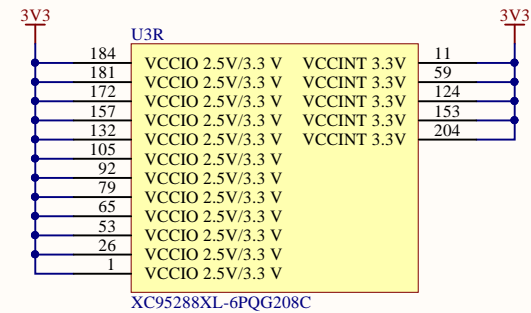 3V3 3V3
U3R
184 VCCIO 2.5V/3.3 V VCCINT 3.3V 11
181 VCCIO 2.5V/3.3 V VCCINT 3.3V 59
172 VCCIO 2.5V/3.3 V VCCINT 3.3V 124
157 VCCIO 2.5V/3.3 V VCCINT 3.3V 153
132 VCCIO 2.5V/3.3 V VCCINT 3.3V 204
105 VCCIO 2.5V/3.3 V
92 VCCIO 2.5V/3.3 V
79 VCCIO 2.5V/3.3 V
65 VCCIO 2.5V/3.3 V
53 VCCIO 2.5V/3.3 V
26 VCCIO 2.5V/3.3 V
1 VCCIO 2.5V/3.3 V
XC95288XL-6PQG208C